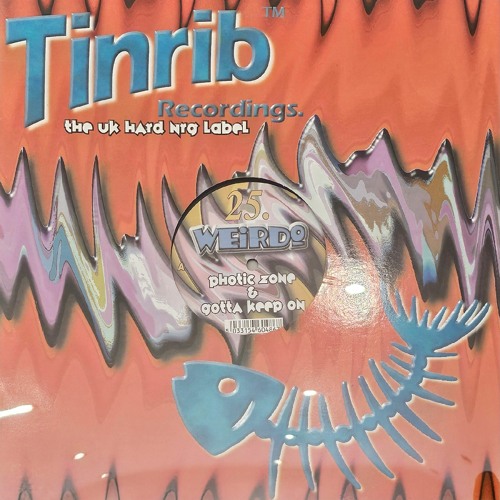 Tinrib™
Recordings.
the UK HARd NRG LAbeL
25.
WEiRDo
PHOtic ZONe
&
GOttA KeeP ON
A